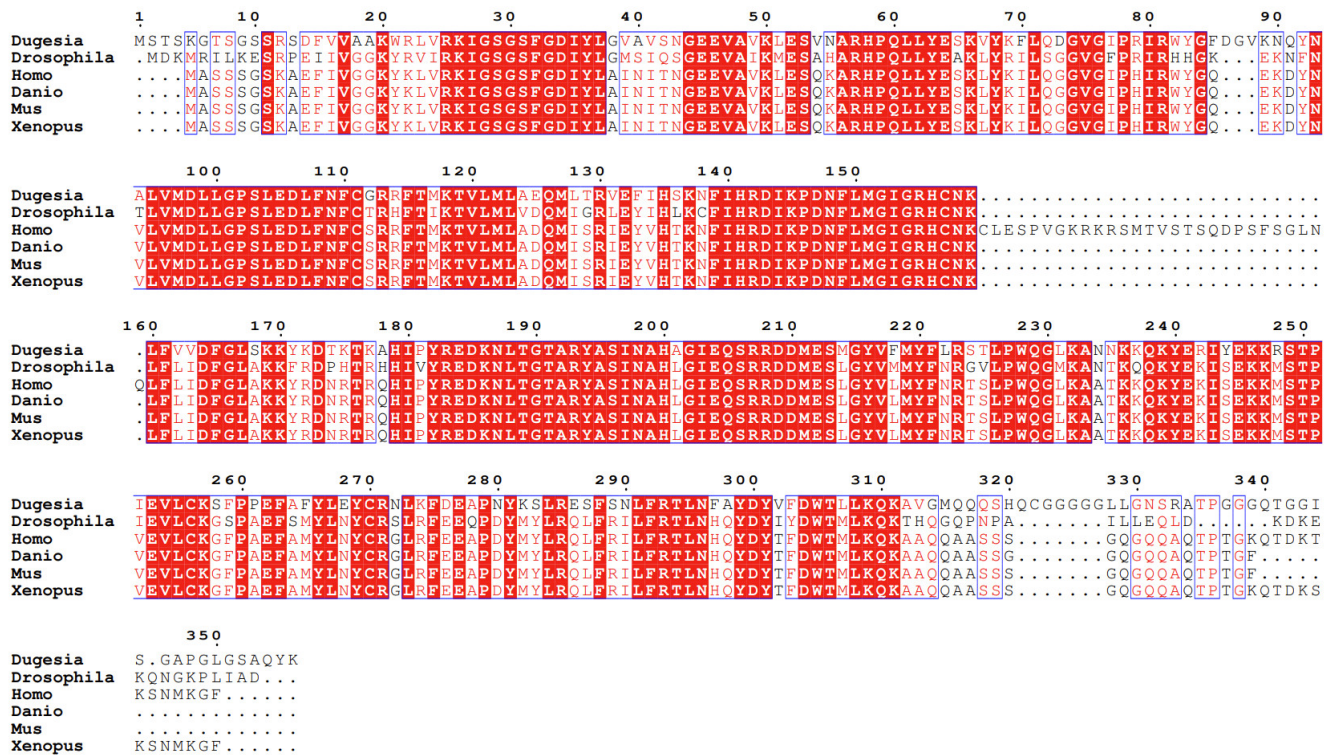 1 10 20 30 40 50 60 70 80 90
Dugesia MSTSKGTSGSSRSDFVVAAKWRLVRKIGSGSFGDIYLGVAVSNGEEVAVKLESVNARHPQLLYESKVYKFLQDGVGIPRIRWYGFDGVKNQYN
Drosophila .MDKMRILKESRPEIIVGGKYRVIRKIGSGSFGDIYLGMSIQSGEEVAIKMESAHARHPQLLYEAKLYRILSGGVGFPRIRHHGK...EKNFN
Homo ....MASSSGSKAEFIVGGKYKLVRKIGSGSFGDIYLAINITNGEEVAVKLESQKARHPQLLYESKLYKILQGGVGIPHIRWYGQ...EKDYN
Danio ....MASSSGSKAEFIVGGKYKLVRKIGSGSFGDIYLAINITNGEEVAVKLESQKARHPQLLYESKLYKILQGGVGIPHIRWYGQ...EKDYN
Mus ....MASSSGSKAEFIVGGKYKLVRKIGSGSFGDIYLAINITNGEEVAVKLESQKARHPQLLYESKLYKILQGGVGIPHIRWYGQ...EKDYN
Xenopus ....MASSSGSKAEFIVGGKYKLVRKIGSGSFGDIYLAINITNGEEVAVKLESQKARHPQLLYESKLYKILQGGVGIPHIRWYGQ...EKDYN
100 110 120 130 140 150
Dugesia ALVMDLLGPSLEDLFNFCGRRFTMKTVLMLAEQMLTRVEFIHSKNFIHRDIKPDNFLMGIGRHCNK...........................
Drosophila TLVMDLLGPSLEDLFNFCTRHFTIKTVLMLVDQMIGRLEYIHLKCFIHRDIKPDNFLMGIGRHCNK...........................
Homo VLVMDLLGPSLEDLFNFCSRRFTMKTVLMLADQMISRIEYVHTKNFIHRDIKPDNFLMGIGRHCNKCLESPVGKRKRSMTVSTSQDPSFSGLN
Danio VLVMDLLGPSLEDLFNFCSRRFTMKTVLMLADQMISRIEYVHTKNFIHRDIKPDNFLMGIGRHCNK...........................
Mus VLVMDLLGPSLEDLFNFCSRRFTMKTVLMLADQMISRIEYVHTKNFIHRDIKPDNFLMGIGRHCNK...........................
Xenopus VLVMDLLGPSLEDLFNFCSRRFTMKTVLMLADQMISRIEYVHTKNFIHRDIKPDNFLMGIGRHCNK...........................
160 170 180 190 200 210 220 230 240 250
Dugesia .LFVVDFGLSKKYKDTKTKAHIPYREDKNLTGTARYASINAHAGIEQSRRDDMESMGYVFMYFLRSTLPWQGLKANNKKQKYERIYEKKRSTP
Drosophila .LFLIDFGLAKKFRDPHTRHHIVYREDKNLTGTARYASINAHLGIEQSRRDDMESLGYVMMYFNRGVLPWQGMKANTKQQKYEKISEKKMSTP
Homo QLFLIDFGLAKKYRDNRTRQHIPYREDKNLTGTARYASINAHLGIEQSRRDDMESLGYVLMYFNRTSLPWQGLKAATKKQKYEKISEKKMSTP
Danio .LFLIDFGLAKKYRDNRTRQHIPYREDKNLTGTARYASINAHLGIEQSRRDDMESLGYVLMYFNRTSLPWQGLKAATKKQKYEKISEKKMSTP
Mus .LFLIDFGLAKKYRDNRTRQHIPYREDKNLTGTARYASINAHLGIEQSRRDDMESLGYVLMYFNRTSLPWQGLKAATKKQKYEKISEKKMSTP
Xenopus .LFLIDFGLAKKYRDNRTRQHIPYREDKNLTGTARYASINAHLGIEQSRRDDMESLGYVLMYFNRTSLPWQGLKAATKKQKYEKISEKKMSTP
260 270 280 290 300 310 320 330 340
Dugesia IEVLCKSFPPEFAFYLEYCRNLKFDEAPNYKSLRESFSNLFRTLNFAYDYVFDWTLLKQKAVGMQQQSHQCGGGGGLLGNSRATPGGGQTGGI
Drosophila IEVLCKGSPAEFSMYLNYCRSLRFEEQPDYMYLRQLFRILFRTLNHQYDYIYDWTMLKQKTHQGQPNPA.....ILLEQLD.....KDKE
Homo VEVLCKGFPAEFAMYLNYCRGLRFEEAPDYMYLRQLFRILFRTLNHQYDYTFDWTMLKQKAAQQAASSS.......GQGQQAQTPTGKQTDKT
Danio VEVLCKGFPAEFAMYLNYCRGLRFEEAPDYMYLRQLFRILFRTLNHQYDYTFDWTMLKQKAAQQAASSSG.......GQGQQAQTPTGF....
Mus VEVLCKGFPAEFAMYLNYCRGLRFEEAPDYMYLRQLFRILFRTLNHQYDYTFDWTMLKQKAAQQAASSS.......GQGQQAQTPTGF.....
Xenopus VEVLCKGFPAEFAMYLNYCRGLRFEEAPDYMYLRQLFRILFRTLNHQYDYTFDWTMLKQKAAQQAASSS.......GQGQQAQTPTGKQTDKS
350
Dugesia S.GAPGLGSAQYK
Drosophila KQNGKPLIAD...
Homo KSNMKGF......
Danio .............
Mus .............
Xenopus KSNMKGF......